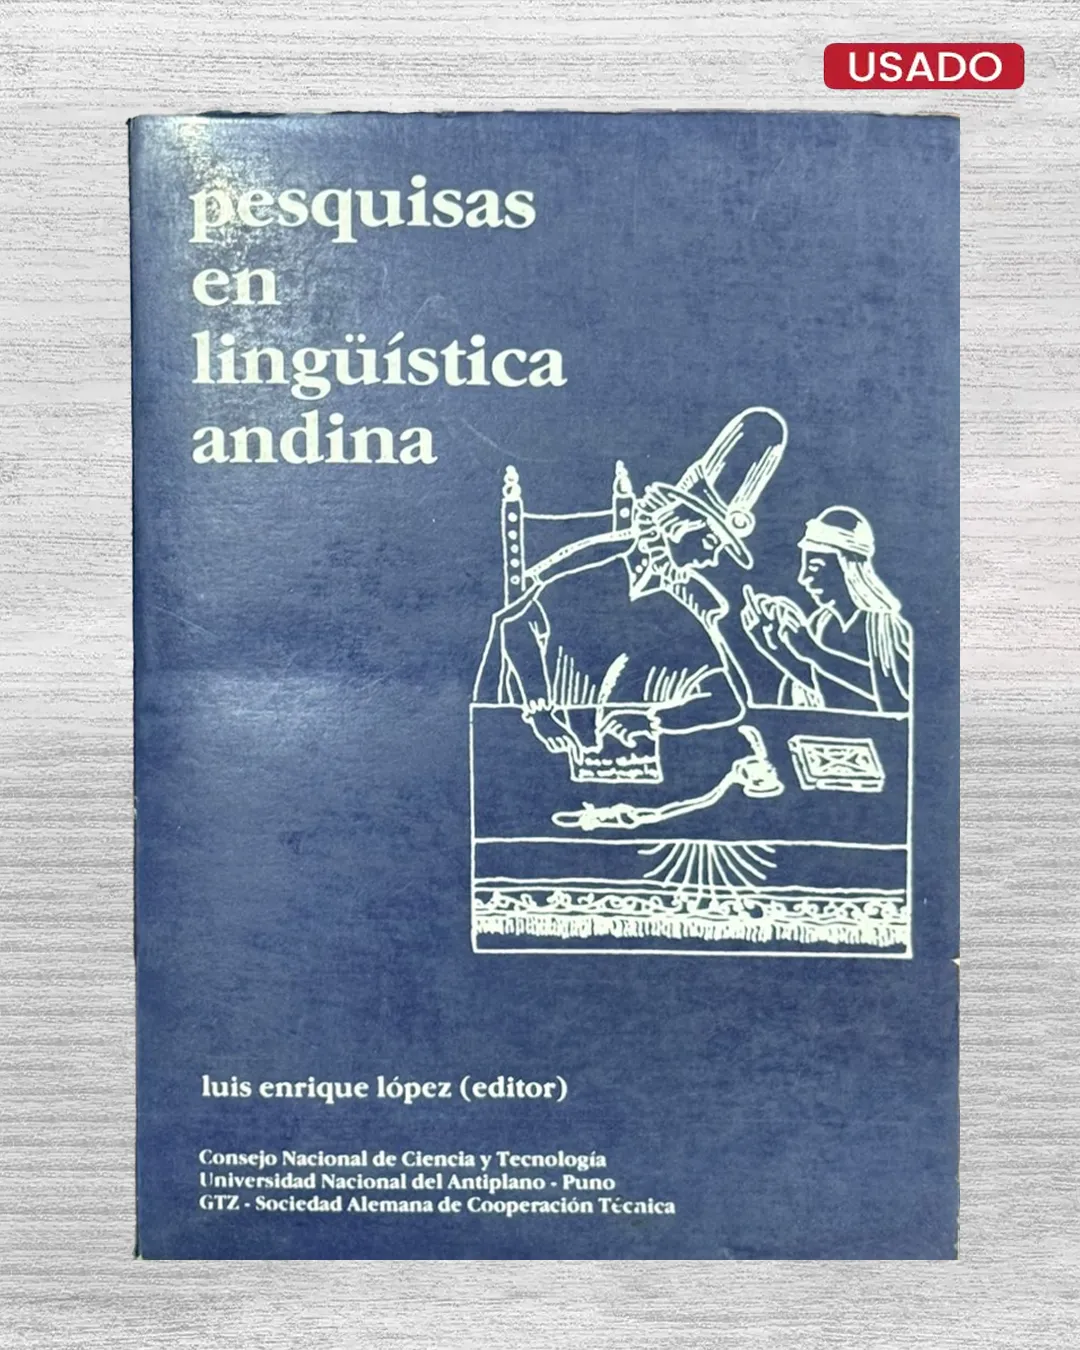 USADO
pesquisas
en
lingüística
andina
luis enrique lópez (editor)
Consejo Nacional de Ciencia y Tecnología
Universidad Nacional del Antiplano - Puno
GTZ - Sociedad Alemana de Cooperación Técnica